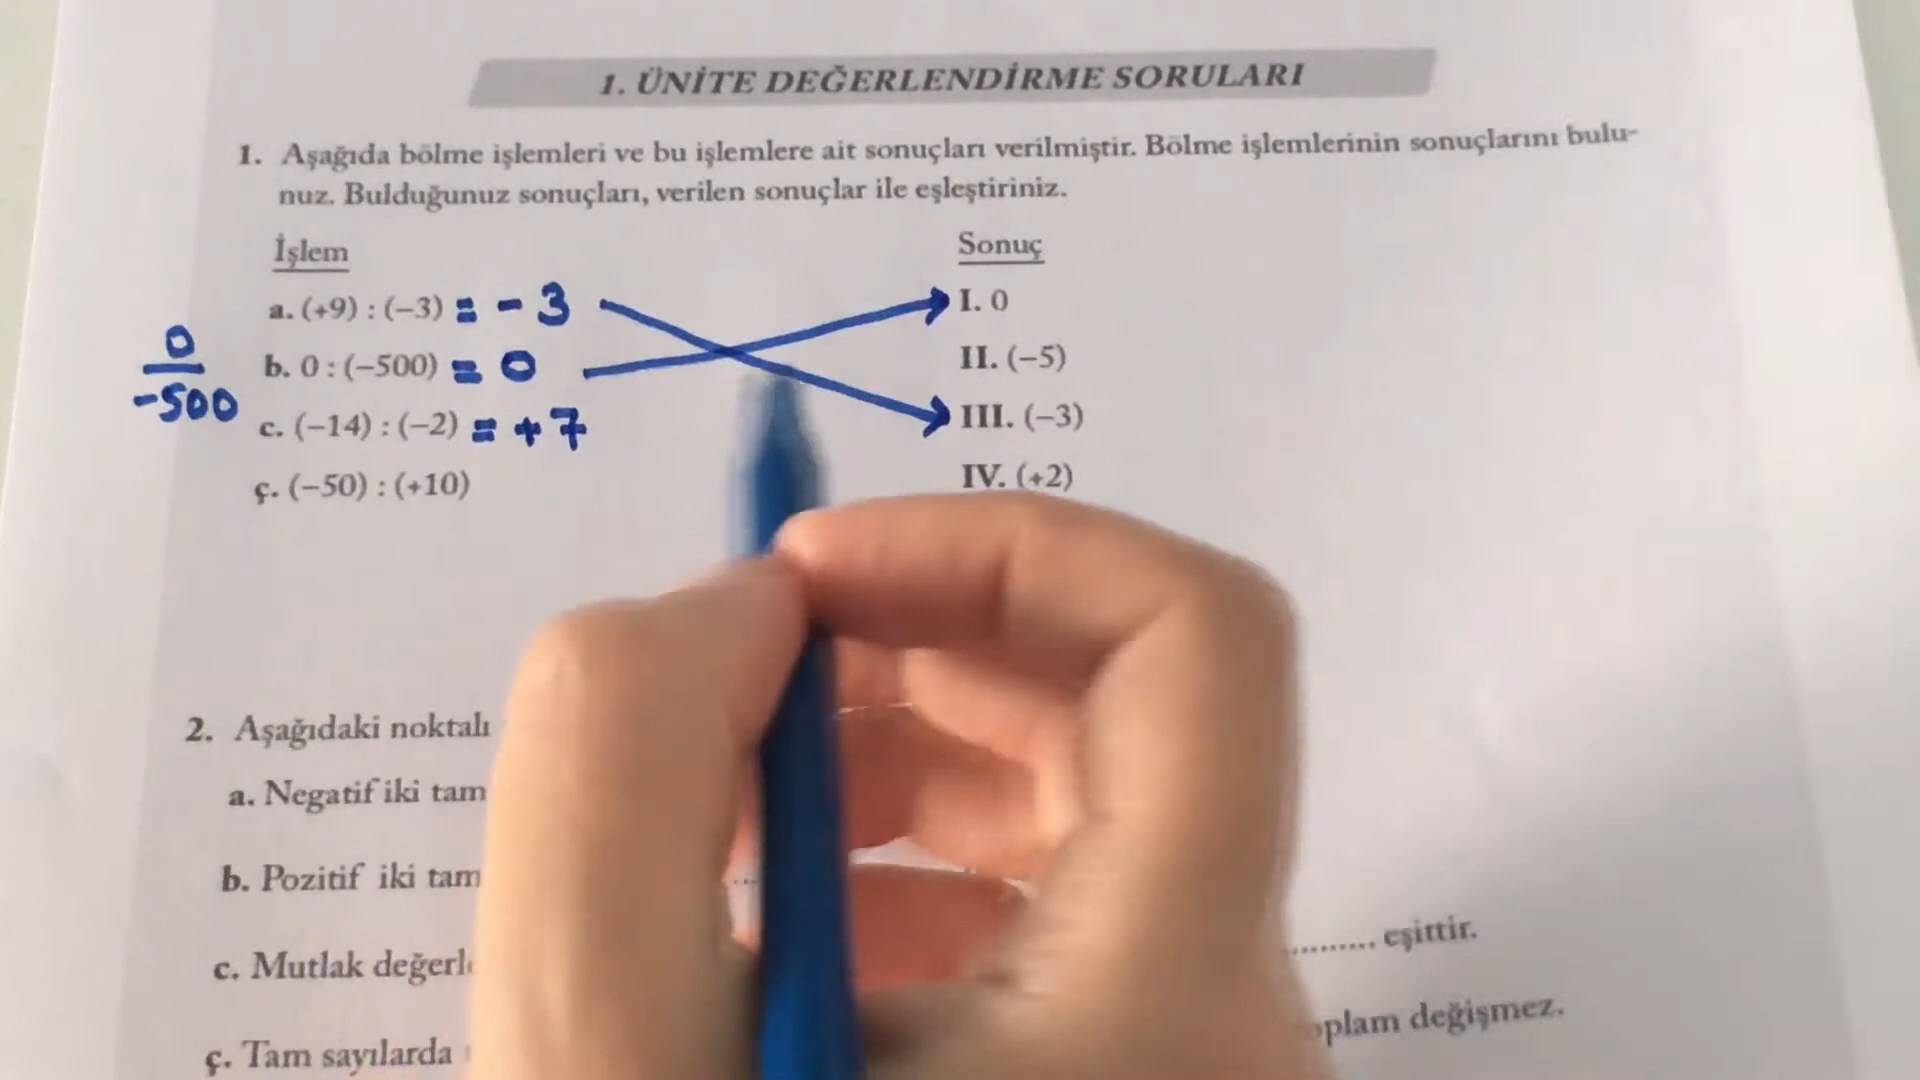 1. ÜNİTE DEĞERLENDİRME SORULARI
1. Aşağıda bölme işlemleri ve bu işlemlere ait sonuçları verilmiştir. Bölme işlemlerinin sonuçlarını bulu-
nuz. Bulduğunuz sonuçları, verilen sonuçlar ile eşleştiriniz.
İşlem
Sonuç
a. (+9) : (−3) = - 3
I. 0
0
-500
b. 0 : (−500) = 0
II. (−5)
c. (−14) : (−2) = +7
III. (−3)
ç. (−50) : (+10)
IV. (+2)
2. Aşağıdaki noktalı
a. Negatif iki tam
b. Pozitif iki tam ...
c. Mutlak .......... eşittir.
ç. Tam sayılarda değişmez.